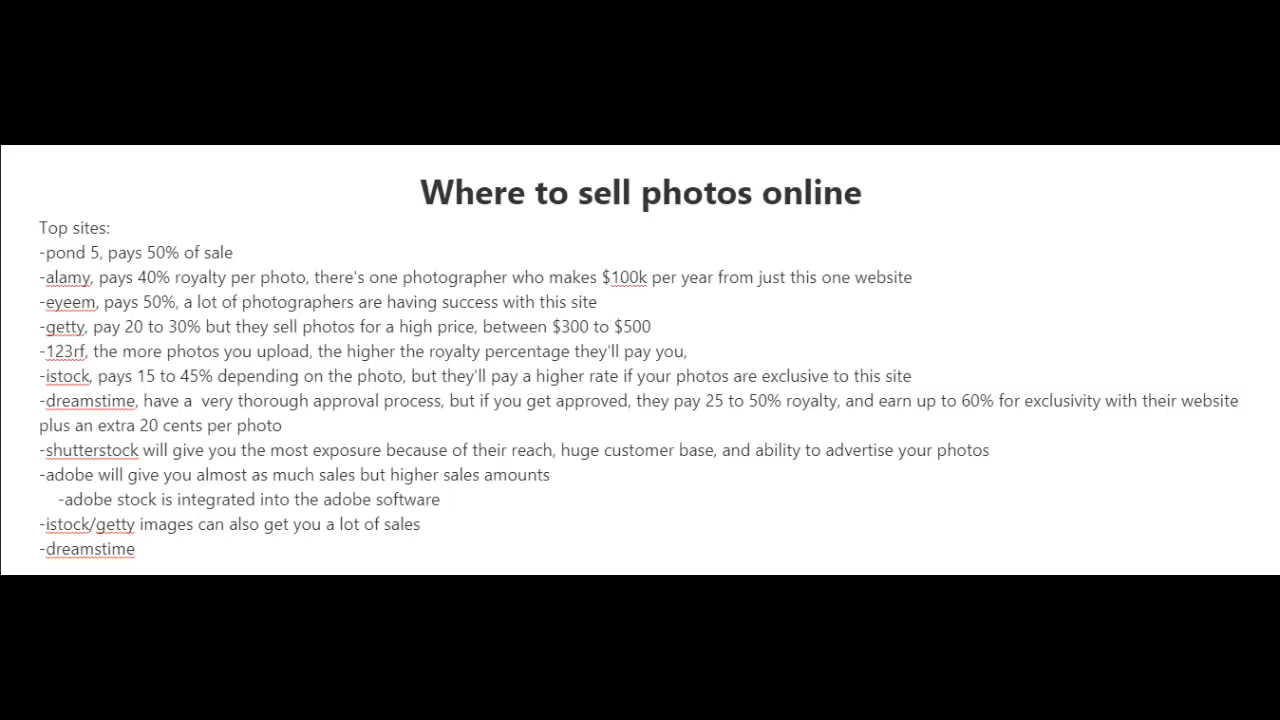 Where to sell photos online
Top sites:
-pond 5, pays 50% of sale
-alamy, pays 40% royalty per photo, there's one photographer who makes $100k per year from just this one website
-eyeem, pays 50%, a lot of photographers are having success with this site
-getty, pay 20 to 30% but they sell photos for a high price, between $300 to $500
-123rf, the more photos you upload, the higher the royalty percentage they'll pay you,
-istock, pays 15 to 45% depending on the photo, but they'll pay a higher rate if your photos are exclusive to this site
-dreamstime, have a  very thorough approval process, but if you get approved, they pay 25 to 50% royalty, and earn up to 60% for exclusivity with their website
plus an extra 20 cents per photo
-shutterstock will give you the most exposure because of their reach, huge customer base, and ability to advertise your photos
-adobe will give you almost as much sales but higher sales amounts
-adobe stock is integrated into the adobe software
-istock/getty images can also get you a lot of sales
-dreamstime